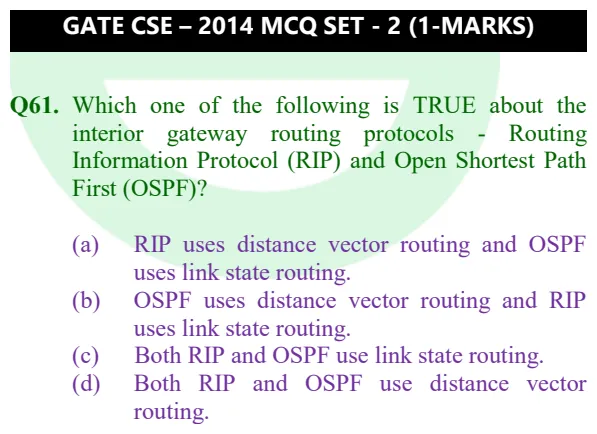 GATE CSE – 2014 MCQ SET - 2 (1-MARKS)
Q61. Which one of the following is TRUE about the
interior gateway routing protocols - Routing
Information Protocol (RIP) and Open Shortest Path
First (OSPF)?
(a) RIP uses distance vector routing and OSPF
uses link state routing.
(b) OSPF uses distance vector routing and RIP
uses link state routing.
(c) Both RIP and OSPF use link state routing.
(d) Both RIP and OSPF use distance vector
routing.